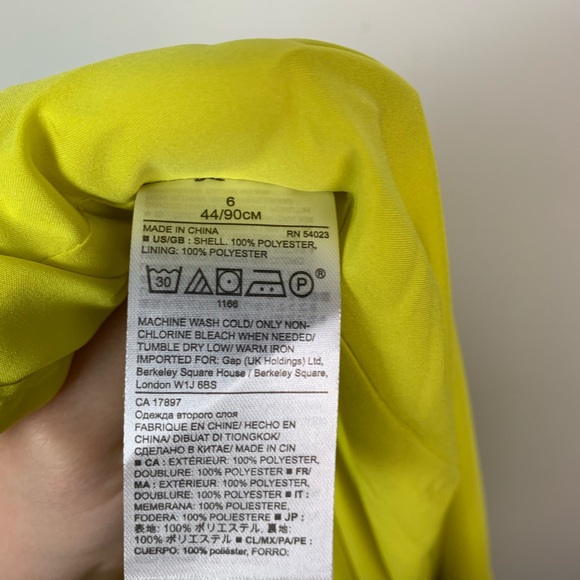 6
44/90CM
MADE IN CHINA RN 54023
■ US/GB : SHELL. 100% POLYESTER,
LINING: 100% POLYESTER
30 P ®
1166
MACHINE WASH COLD/ ONLY NON-
CHLORINE BLEACH WHEN NEEDED/
TUMBLE DRY LOW/ WARM IRON
IMPORTED FOR: Gap (UK Holdings) Ltd,
Berkeley Square House / Berkeley Square,
London W1J 6BS
CA 17897
Одежда второго слоя
FABRIQUE EN CHINE/ HECHO EN
CHINA/ DIBUAT DI TIONGKOK/
СДЕЛАНО В КИТАЕ/ MADE IN CIN
■ CA : EXTÉRIEUR: 100% POLYESTER,
DOUBLURE: 100% POLYESTER ■ FR/
MA : EXTÉRIEUR: 100% POLYESTER,
DOUBLURE: 100% POLYESTER ■ IT :
MEMBRANA: 100% POLIESTERE,
FODERA: 100% POLIESTERE ■ JP :
表地: 100% ポリエステル, 裏地:
100% ポリエステル ■ CL/MX/PA/PE :
CUERPO: 100% poliéster, FORRO: